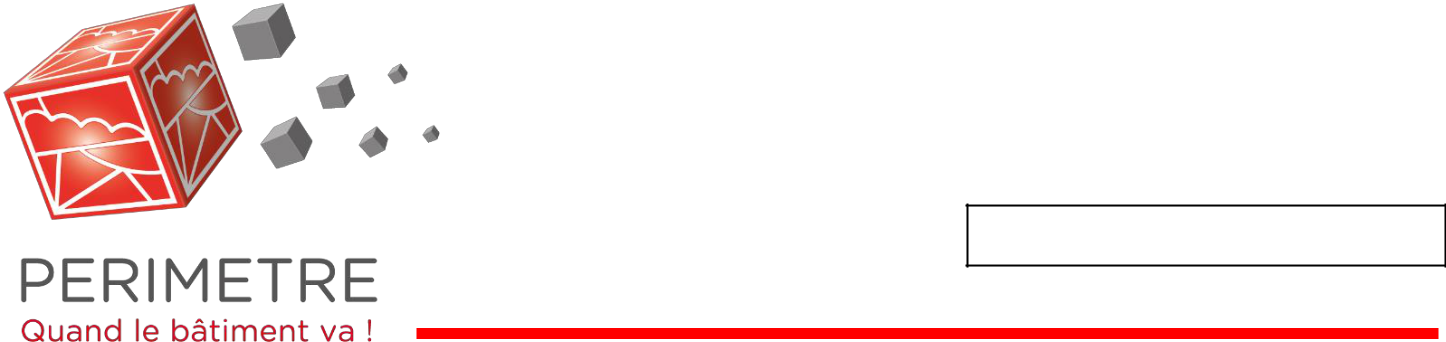 PERIMETRE
Quand le bâtiment va !